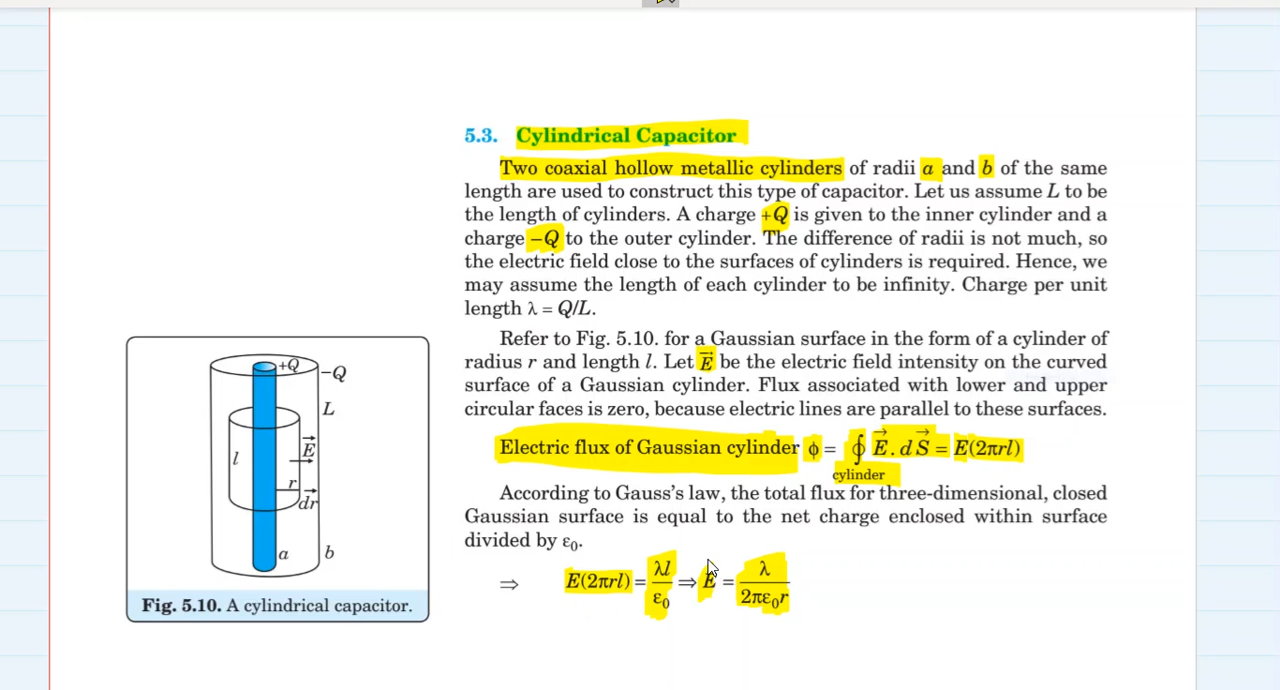 5.3. Cylindrical Capacitor
Two coaxial hollow metallic cylinders of radii a and b of the same
length are used to construct this type of capacitor. Let us assume L to be
the length of cylinders. A charge +Q is given to the inner cylinder and a
charge –Q to the outer cylinder. The difference of radii is not much, so
the electric field close to the surfaces of cylinders is required. Hence, we
may assume the length of each cylinder to be infinity. Charge per unit
length λ = Q/L.
Refer to Fig. 5.10. for a Gaussian surface in the form of a cylinder of
radius r and length l. Let E⃗ be the electric field intensity on the curved
surface of a Gaussian cylinder. Flux associated with lower and upper
circular faces is zero, because electric lines are parallel to these surfaces.
Electric flux of Gaussian cylinder ϕ = ∮ E⃗ . dS⃗ = E(2πrl)
cylinder
According to Gauss's law, the total flux for three-dimensional, closed
Gaussian surface is equal to the net charge enclosed within surface
divided by ε₀.
⇒ E(2πrl) = λl/ε₀ ⇒ E = λ/2πε₀r
+Q
–Q
L
E⃗
l
r
dr⃗
a
b
Fig. 5.10. A cylindrical capacitor.